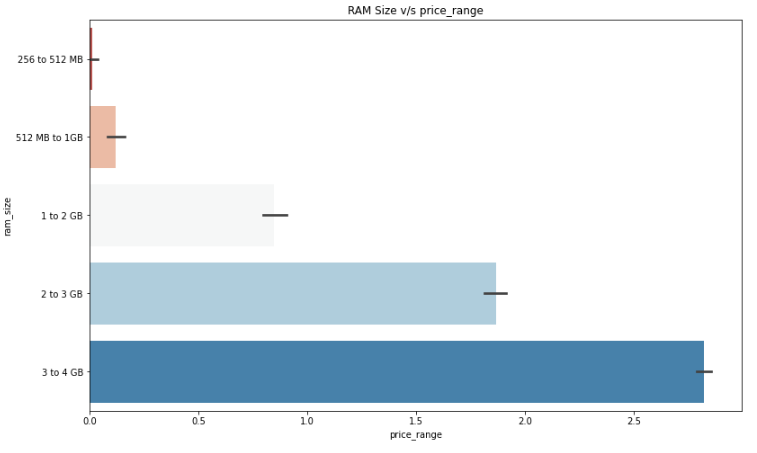 RAM Size v/s price_range
256 to 512 MB
512 MB to 1GB
1 to 2 GB
2 to 3 GB
3 to 4 GB
ram_size
0.0 0.5 1.0 1.5 2.0 2.5
price_range